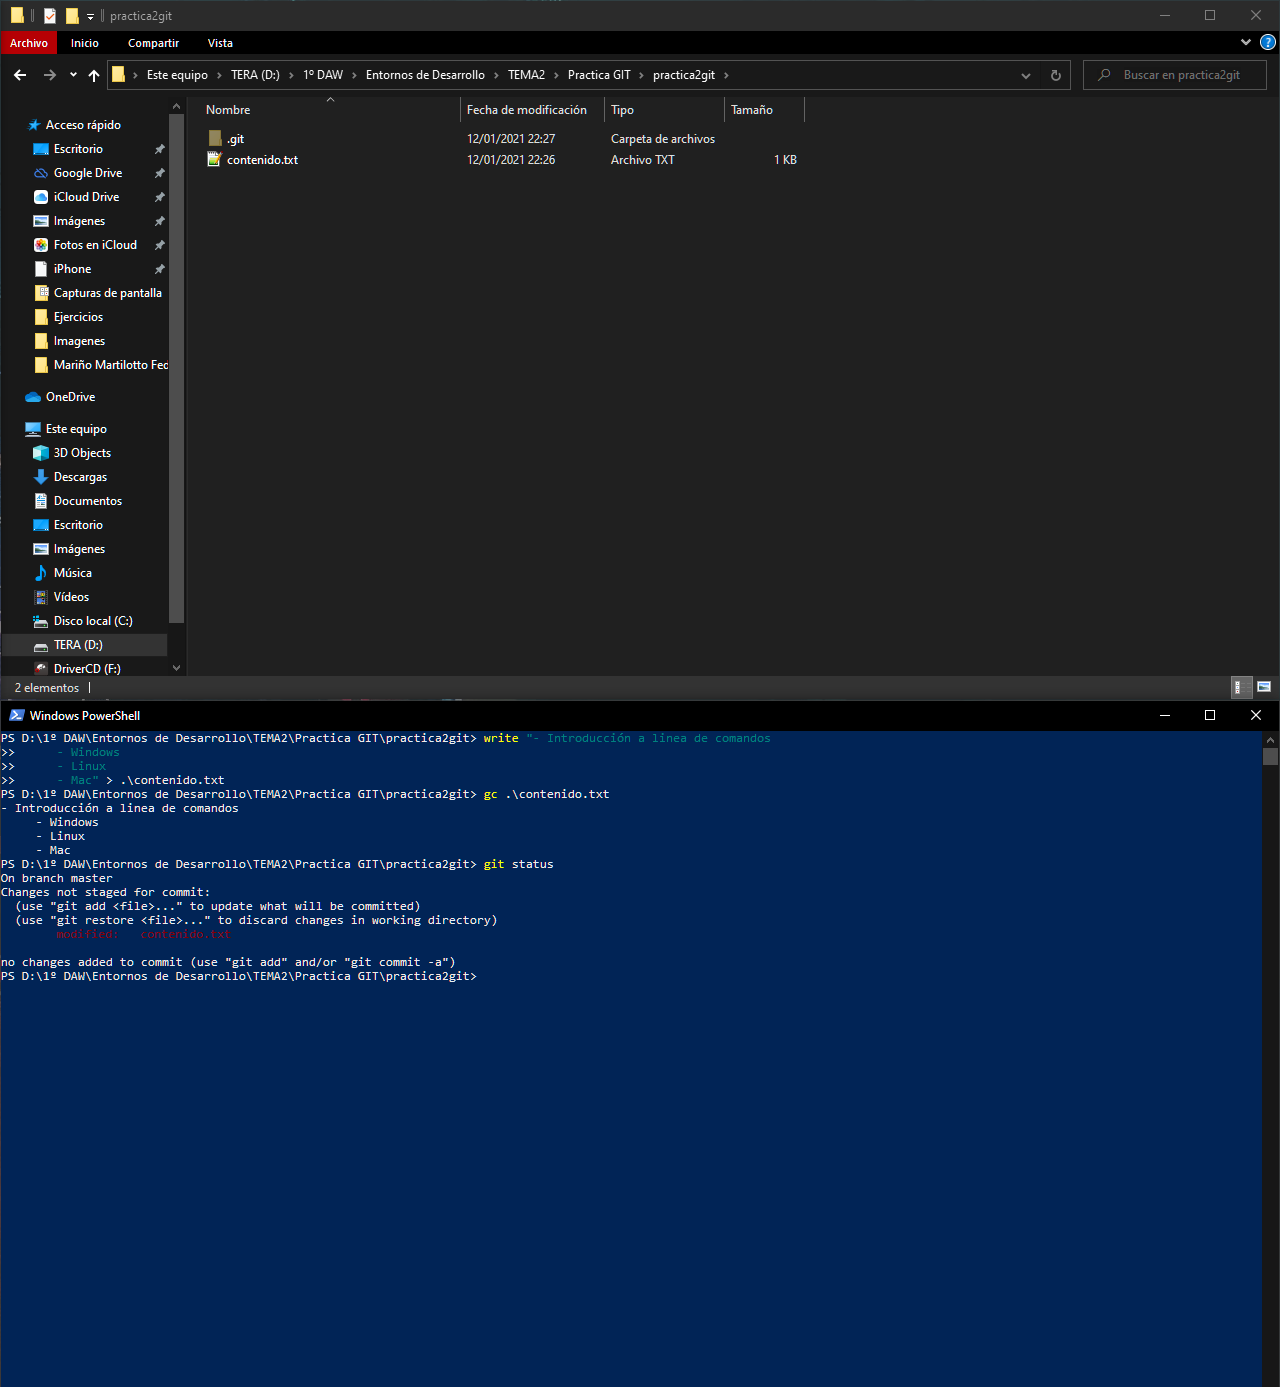 practica2git
Archivo Inicio Compartir Vista
Este equipo TERA (D:) 1º DAW Entornos de Desarrollo TEMA2 Practica GIT practica2git
Buscar en practica2git
Nombre Fecha de modificación Tipo Tamaño
.git 12/01/2021 22:27 Carpeta de archivos
contenido.txt 12/01/2021 22:26 Archivo TXT 1 KB
Acceso rápido
Escritorio
Google Drive
iCloud Drive
Imágenes
Fotos en iCloud
iPhone
Capturas de pantalla
Ejercicios
Imagenes
Mariño Martilotto Fed
OneDrive
Este equipo
3D Objects
Descargas
Documentos
Escritorio
Imágenes
Música
Vídeos
Disco local (C:)
TERA (D:)
DriverCD (F:)
2 elementos
Windows PowerShell
PS D:\1º DAW\Entornos de Desarrollo\TEMA2\Practica GIT\practica2git> write "- Introducción a linea de comandos
>> - Windows
>> - Linux
>> - Mac" > .\contenido.txt
PS D:\1º DAW\Entornos de Desarrollo\TEMA2\Practica GIT\practica2git> gc .\contenido.txt
- Introducción a linea de comandos
- Windows
- Linux
- Mac
PS D:\1º DAW\Entornos de Desarrollo\TEMA2\Practica GIT\practica2git> git status
On branch master
Changes not staged for commit:
(use "git add <file>..." to update what will be committed)
(use "git restore <file>..." to discard changes in working directory)
modified: contenido.txt
no changes added to commit (use "git add" and/or "git commit -a")
PS D:\1º DAW\Entornos de Desarrollo\TEMA2\Practica GIT\practica2git>